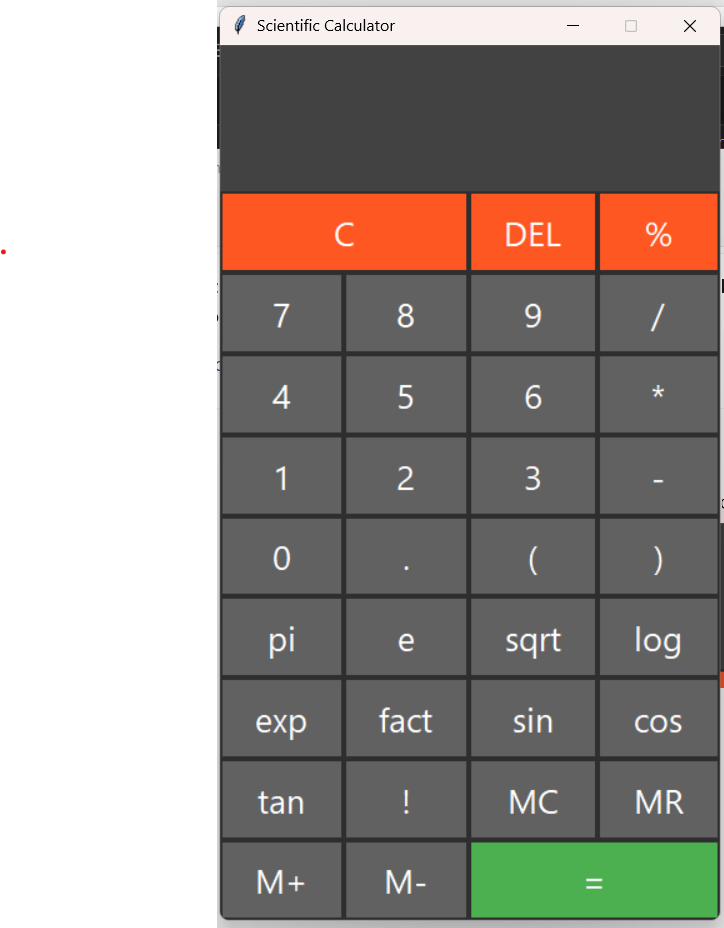 Scientific Calculator
C DEL %
7 8 9 /
4 5 6 *
1 2 3 -
0 . ( )
pi e sqrt log
exp fact sin cos
tan ! MC MR
M+ M- =